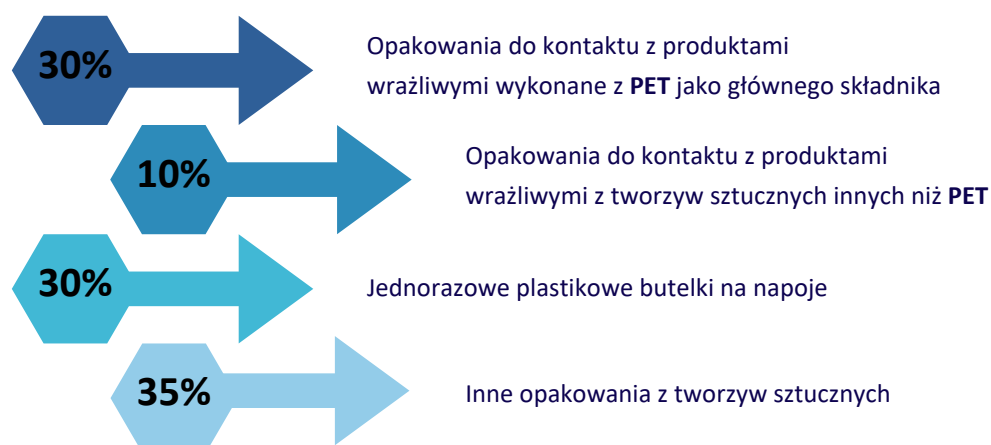 30%
Opakowania do kontaktu z produktami
wrażliwymi wykonane z PET jako głównego składnika
10%
Opakowania do kontaktu z produktami
wrażliwymi z tworzyw sztucznych innych niż PET
30%
Jednorazowe plastikowe butelki na napoje
35%
Inne opakowania z tworzyw sztucznych